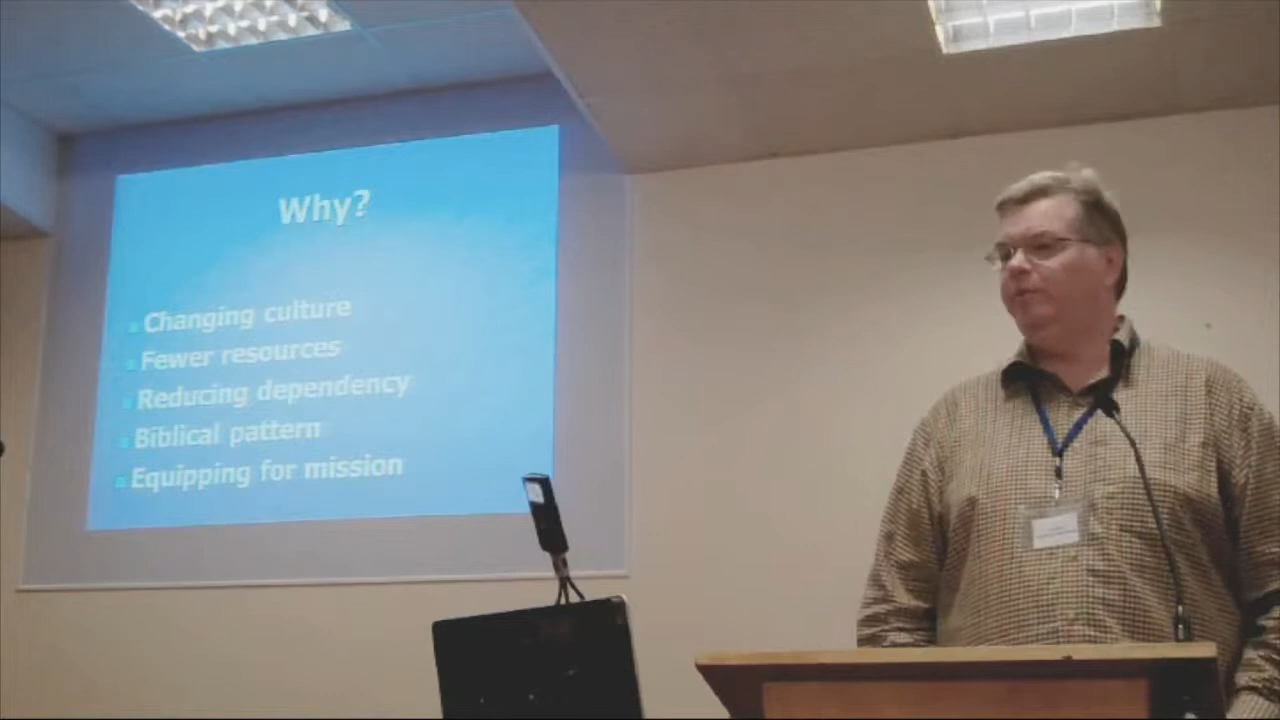 Why?
Changing culture
Fewer resources
Reducing dependency
Biblical pattern
Equipping for mission